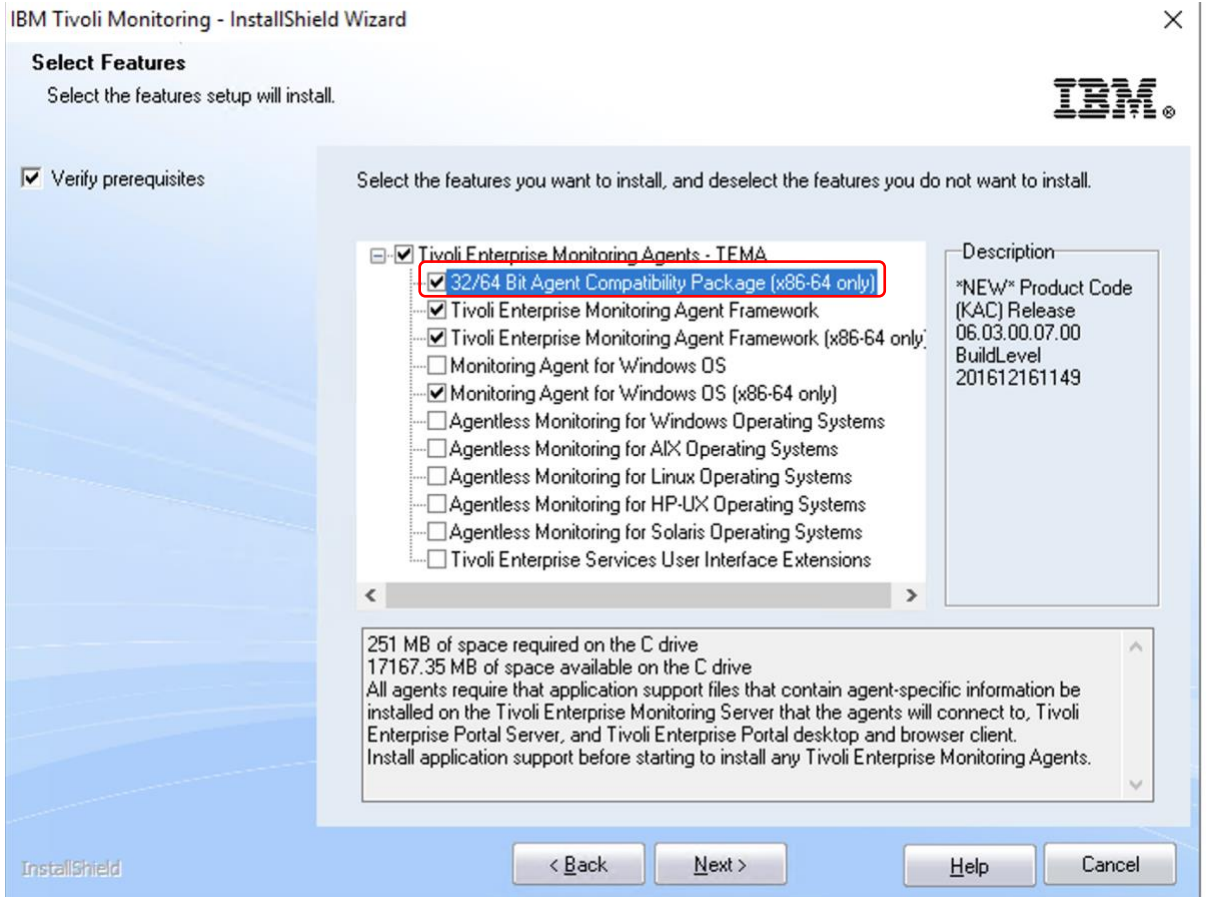 IBM Tivoli Monitoring - InstallShield Wizard
Select Features
Select the features setup will install.
IBM®
Verify prerequisites
Select the features you want to install, and deselect the features you do not want to install.
Tivoli Enterprise Monitoring Agents - TEMA
32/64 Bit Agent Compatibility Package (x86-64 only)
Tivoli Enterprise Monitoring Agent Framework
Tivoli Enterprise Monitoring Agent Framework (x86-64 only)
Monitoring Agent for Windows OS
Monitoring Agent for Windows OS (x86-64 only)
Agentless Monitoring for Windows Operating Systems
Agentless Monitoring for AIX Operating Systems
Agentless Monitoring for Linux Operating Systems
Agentless Monitoring for HP-UX Operating Systems
Agentless Monitoring for Solaris Operating Systems
Tivoli Enterprise Services User Interface Extensions
Description
*NEW* Product Code
(KAC) Release
06.03.00.07.00
BuildLevel
201612161149
251 MB of space required on the C drive
17167.35 MB of space available on the C drive
All agents require that application support files that contain agent-specific information be
installed on the Tivoli Enterprise Monitoring Server that the agents will connect to, Tivoli
Enterprise Portal Server, and Tivoli Enterprise Portal desktop and browser client.
Install application support before starting to install any Tivoli Enterprise Monitoring Agents.
InstallShield
< Back
Next >
Help
Cancel